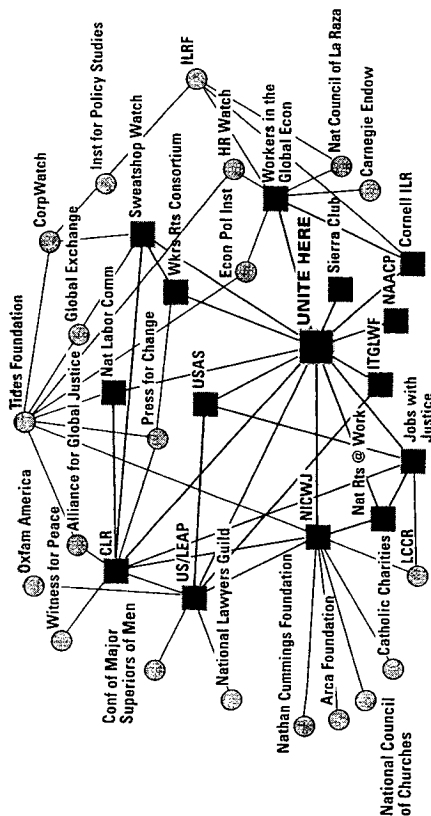 Tides Foundation
Oxfam America
Witness for Peace
Alliance for Global Justice
Global Exchange
CorpWatch
Inst for Policy Studies
ILRF
Nat Labor Comm
Sweatshop Watch
CLR
Press for Change
Wkrs Rts Consortium
HR Watch
Econ Pol Inst
Conf of Major
Superiors of Men
US/LEAP
USAS
National Lawyers Guild
Workers in the
Global Econ
Nat Council of La Raza
Carnegie Endow
UNITE HERE
Sierra Club
NAACP
Cornell ILR
ITGLWF
NICWJ
Nathan Cummings Foundation
Arca Foundation
National Council
of Churches
Catholic Charities
Nat Rts @ Work
LCCR
Jobs with
Justice